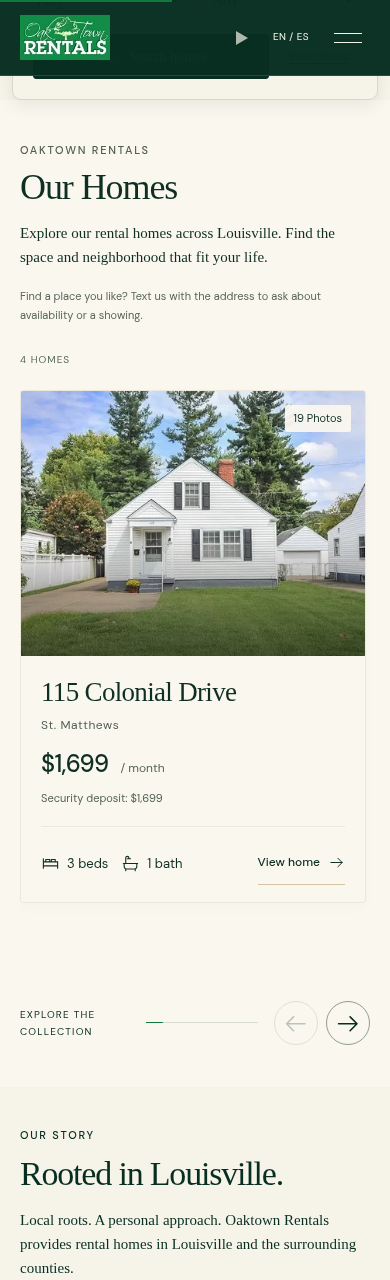 Oak Town
RENTALS
EN / ES
OAKTOWN RENTALS
Our Homes
Explore our rental homes across Louisville. Find the
space and neighborhood that fit your life.
Find a place you like? Text us with the address to ask about
availability or a showing.
4 HOMES
19 Photos
115 Colonial Drive
St. Matthews
$1,699 / month
Security deposit: $1,699
3 beds 1 bath View home
EXPLORE THE
COLLECTION
OUR STORY
Rooted in Louisville.
Local roots. A personal approach. Oaktown Rentals
provides rental homes in Louisville and the surrounding
counties.